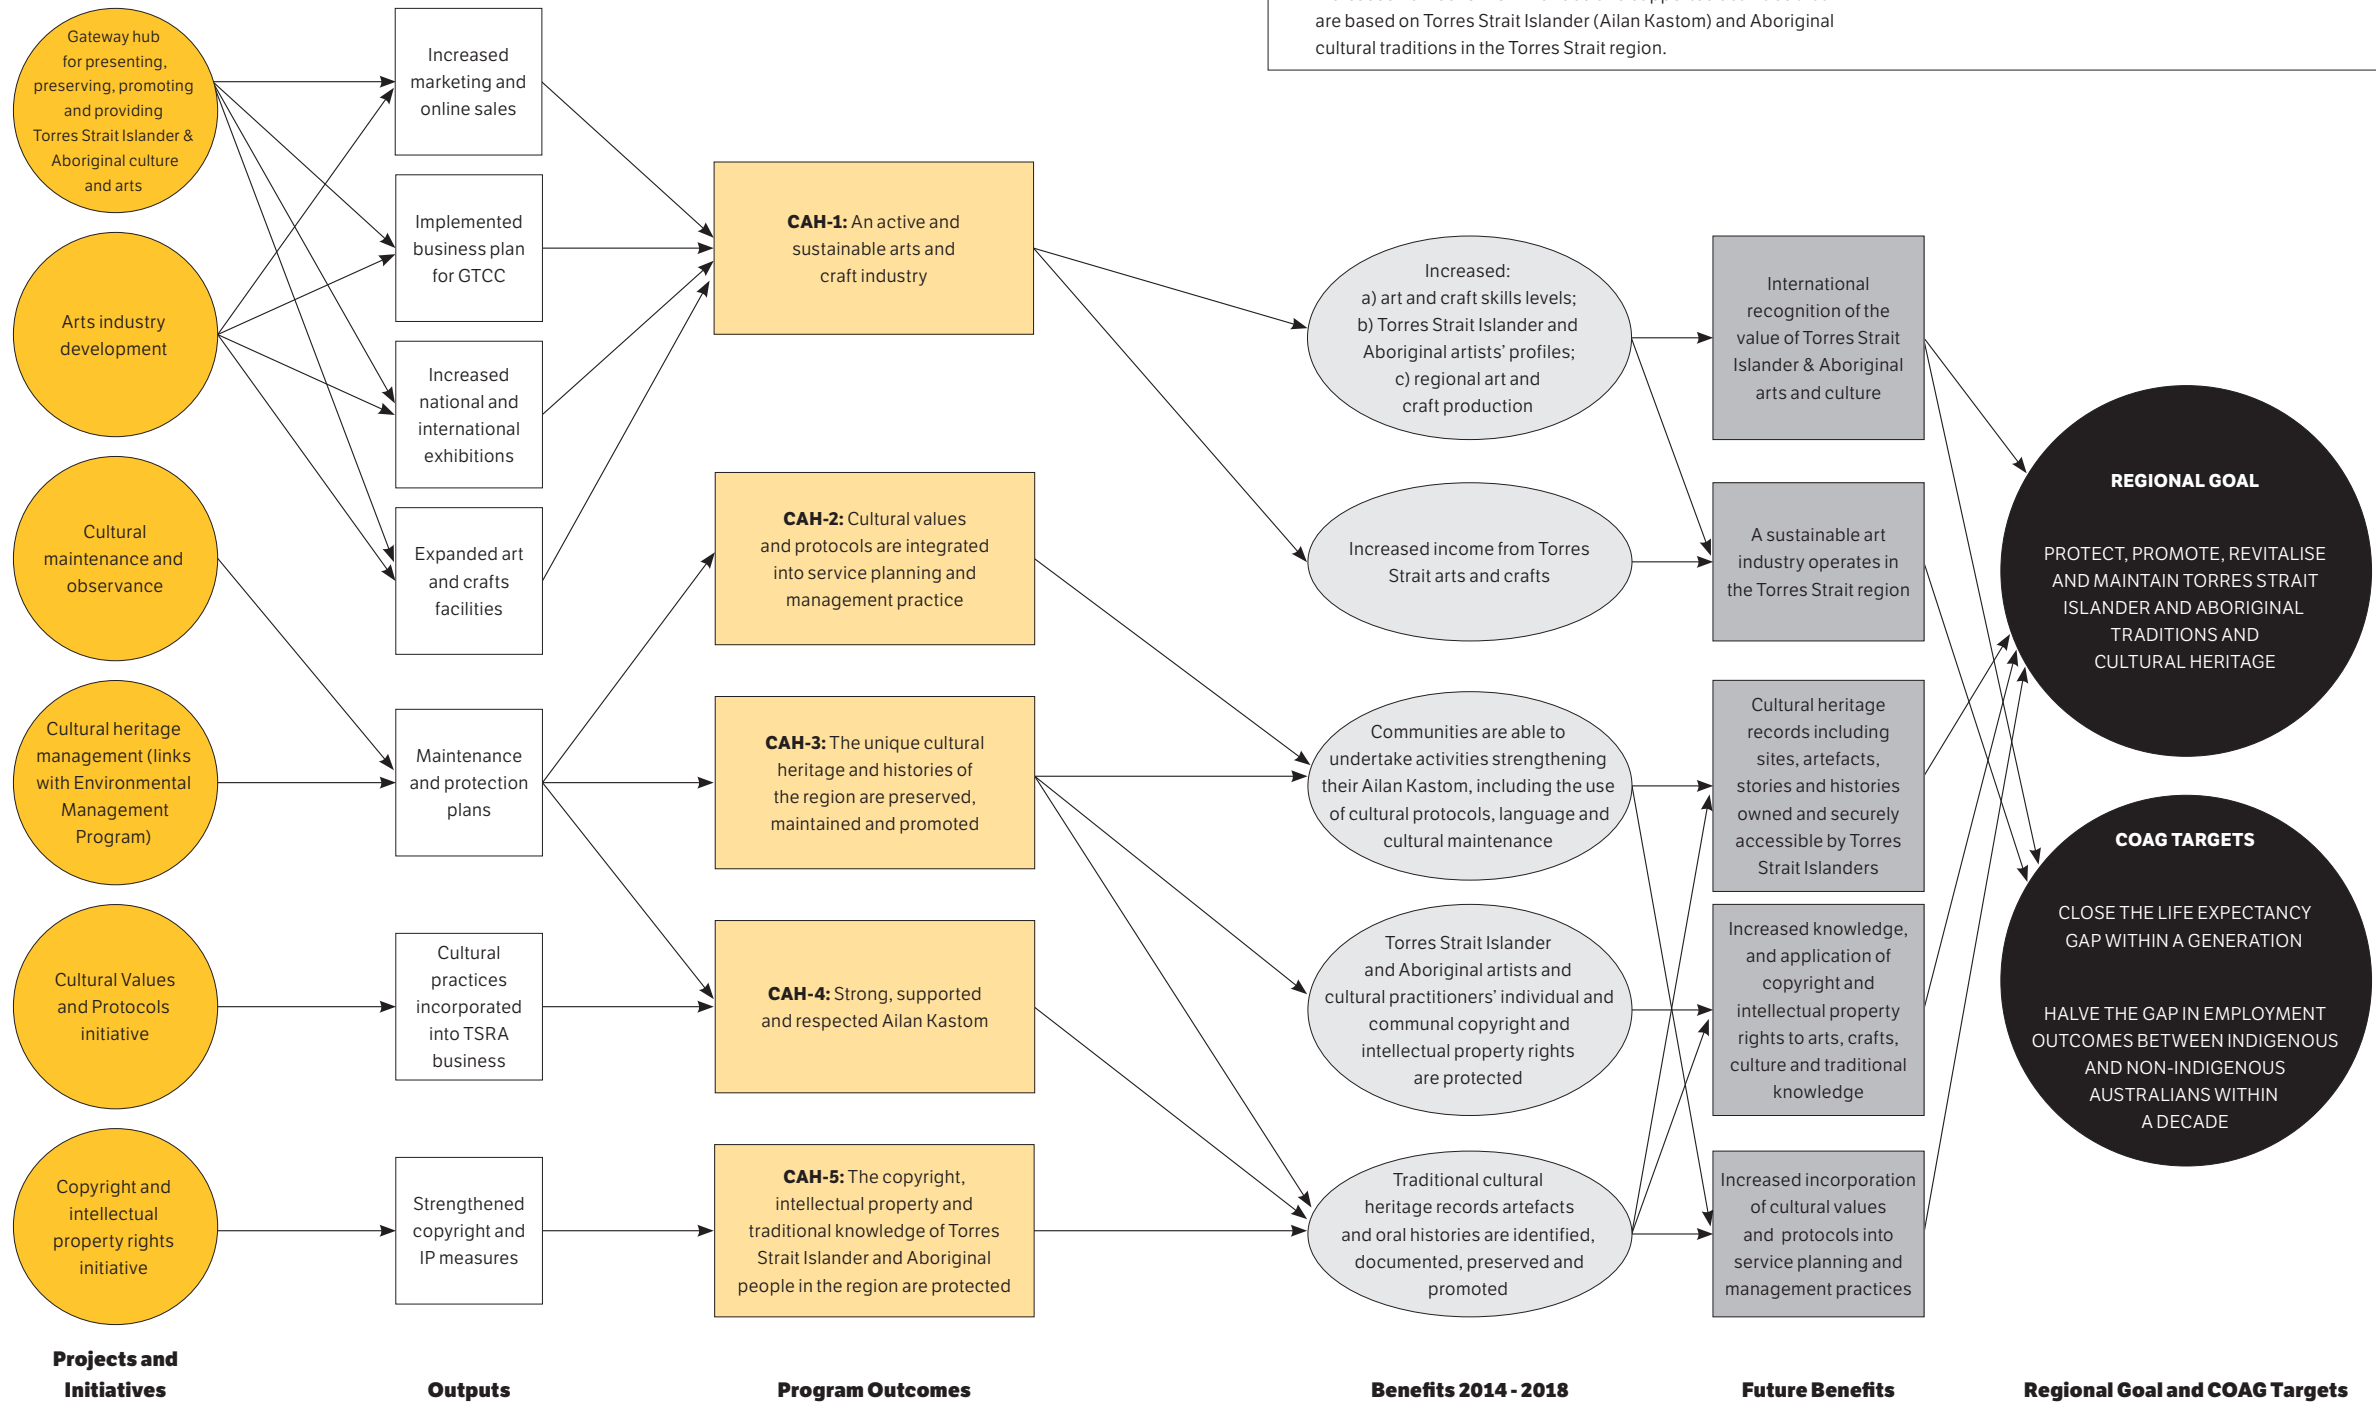 are based on Torres Strait Islander (Ailan Kastom) and Aboriginal
cultural traditions in the Torres Strait region.
Gateway hub
for presenting,
preserving, promoting
and providing
Torres Strait Islander &
Aboriginal culture
and arts
Arts industry
development
Cultural
maintenance and
observance
Cultural heritage
management (links
with Environmental
Management
Program)
Cultural Values
and Protocols
initiative
Copyright and
intellectual
property rights
initiative
Projects and
Initiatives
Increased
marketing and
online sales
Implemented
business plan
for GTCC
Increased
national and
international
exhibitions
Expanded art
and crafts
facilities
Maintenance
and protection
plans
Cultural
practices
incorporated
into TSRA
business
Strengthened
copyright and
IP measures
Outputs
CAH-1: An active and
sustainable arts and
craft industry
CAH-2: Cultural values
and protocols are integrated
into service planning and
management practice
CAH-3: The unique cultural
heritage and histories of
the region are preserved,
maintained and promoted
CAH-4: Strong, supported
and respected Ailan Kastom
CAH-5: The copyright,
intellectual property and
traditional knowledge of Torres
Strait Islander and Aboriginal
people in the region are protected
Program Outcomes
Increased:
a) art and craft skills levels;
b) Torres Strait Islander and
Aboriginal artists’ profiles;
c) regional art and
craft production
Increased income from Torres
Strait arts and crafts
Communities are able to
undertake activities strengthening
their Ailan Kastom, including the use
of cultural protocols, language and
cultural maintenance
Torres Strait Islander
and Aboriginal artists and
cultural practitioners’ individual and
communal copyright and
intellectual property rights
are protected
Traditional cultural
heritage records artefacts
and oral histories are identified,
documented, preserved and
promoted
Benefits 2014 - 2018
International
recognition of the
value of Torres Strait
Islander & Aboriginal
arts and culture
A sustainable art
industry operates in
the Torres Strait region
Cultural heritage
records including
sites, artefacts,
stories and histories
owned and securely
accessible by Torres
Strait Islanders
Increased knowledge,
and application of
copyright and
intellectual property
rights to arts, crafts,
culture and traditional
knowledge
Increased incorporation
of cultural values
and protocols into
service planning and
management practices
Future Benefits
REGIONAL GOAL
PROTECT, PROMOTE, REVITALISE
AND MAINTAIN TORRES STRAIT
ISLANDER AND ABORIGINAL
TRADITIONS AND
CULTURAL HERITAGE
COAG TARGETS
CLOSE THE LIFE EXPECTANCY
GAP WITHIN A GENERATION
HALVE THE GAP IN EMPLOYMENT
OUTCOMES BETWEEN INDIGENOUS
AND NON-INDIGENOUS
AUSTRALIANS WITHIN
A DECADE
Regional Goal and COAG Targets